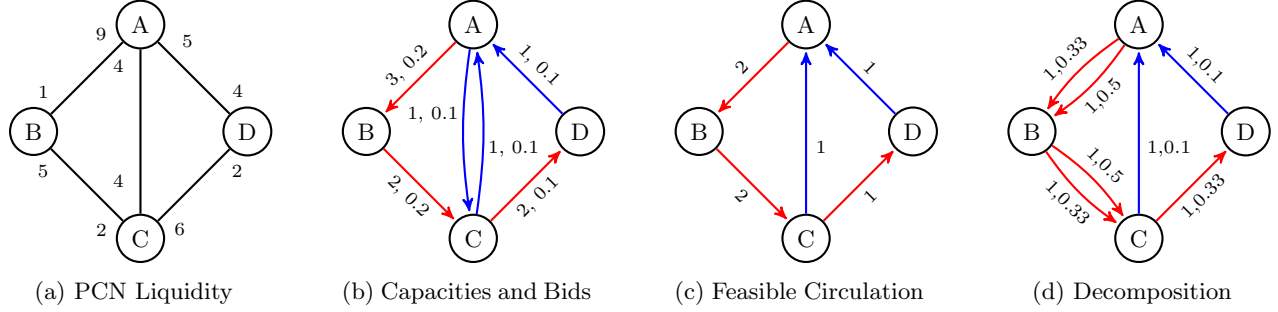 A
9
5
4
1
4
B
D
5
4
2
2
6
C
(a) PCN Liquidity
A
3, 0.2
1, 0.1
1, 0.1
B
D
1, 0.1
2, 0.2
2, 0.1
C
(b) Capacities and Bids
A
2
1
B
D
1
2
1
C
(c) Feasible Circulation
A
1,0.33
1,0.5
1,0.1
B
D
1,0.5
1,0.1
1,0.33
1,0.33
C
(d) Decomposition